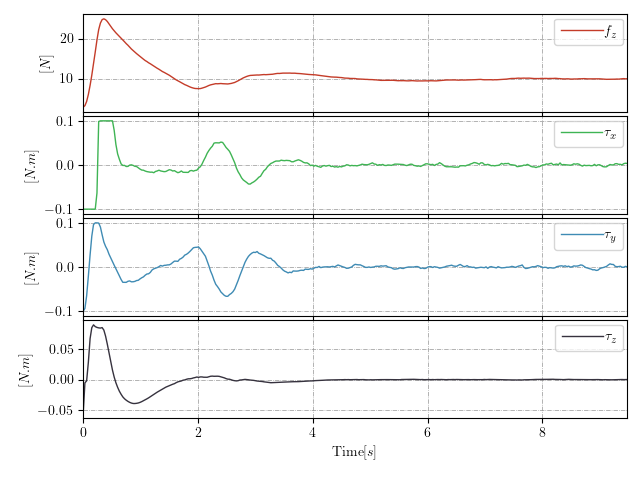 [N]
20
10
f_z
[N.m]
0.1
0.0
−0.1
τ_x
[N.m]
0.1
0.0
−0.1
τ_y
[N.m]
0.05
0.00
−0.05
τ_z
0 2 4 6 8
Time[s]